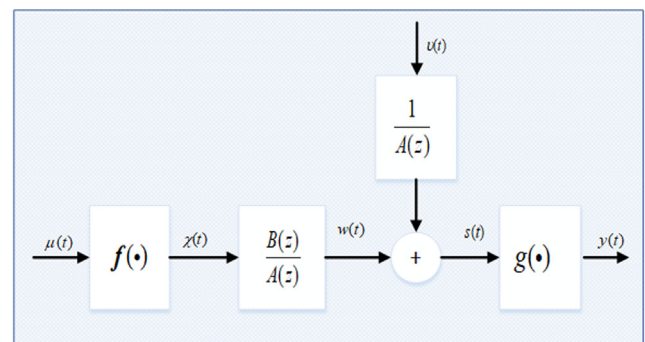 υ(t)
1
A(z)
μ(t)
f(•)
χ(t)
B(z)
A(z)
w(t)
+
s(t)
g(•)
y(t)